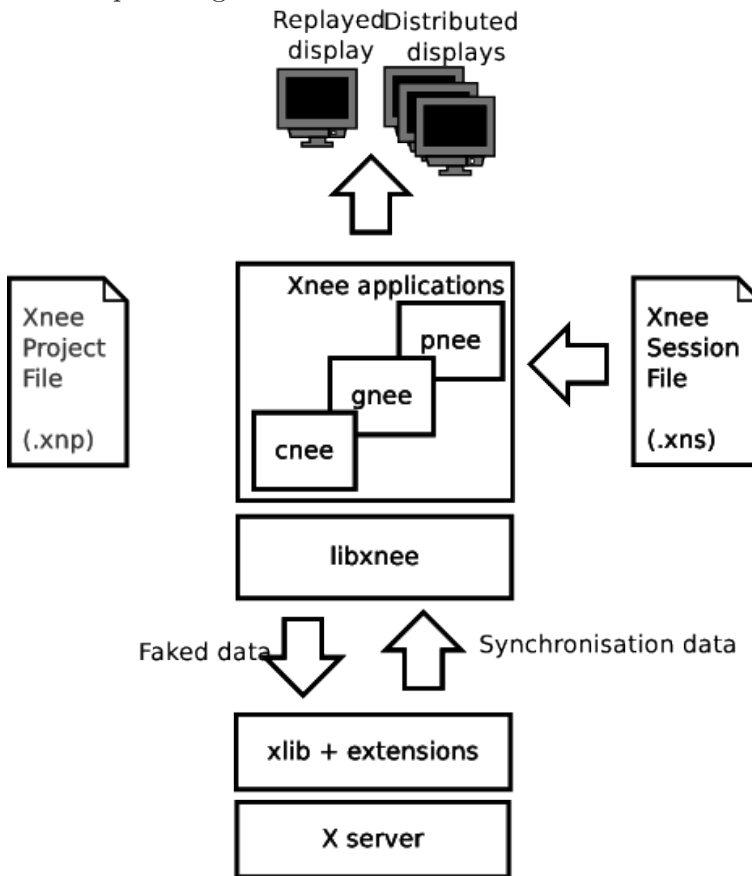 Replayed
display
Distributed
displays
Xnee applications
pnee
gnee
cnee
Xnee
Project
File
(.xnp)
Xnee
Session
File
(.xns)
libxnee
Faked data
Synchronisation data
xlib + extensions
X server